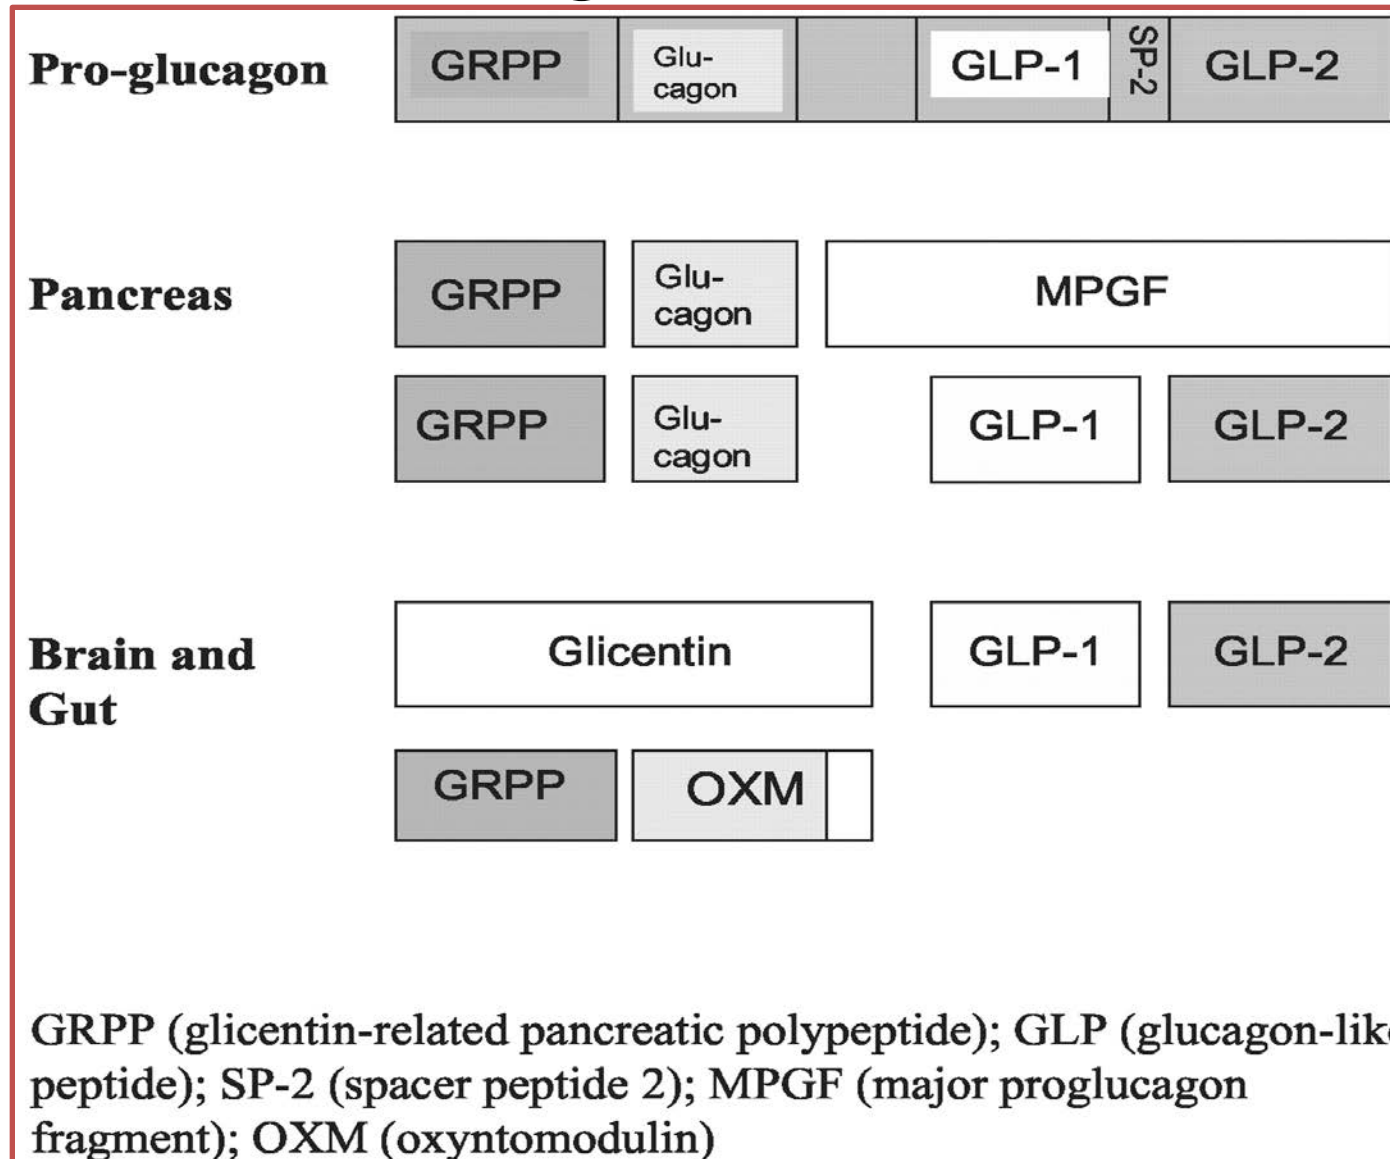 Pro-glucagon
GRPP
Glu-
cagon
GLP-1
SP-2
GLP-2
Pancreas
GRPP
Glu-
cagon
MPGF
GRPP
Glu-
cagon
GLP-1
GLP-2
Brain and
Gut
Glicentin
GLP-1
GLP-2
GRPP
OXM
GRPP (glicentin-related pancreatic polypeptide); GLP (glucagon-like
peptide); SP-2 (spacer peptide 2); MPGF (major proglucagon
fragment); OXM (oxyntomodulin)